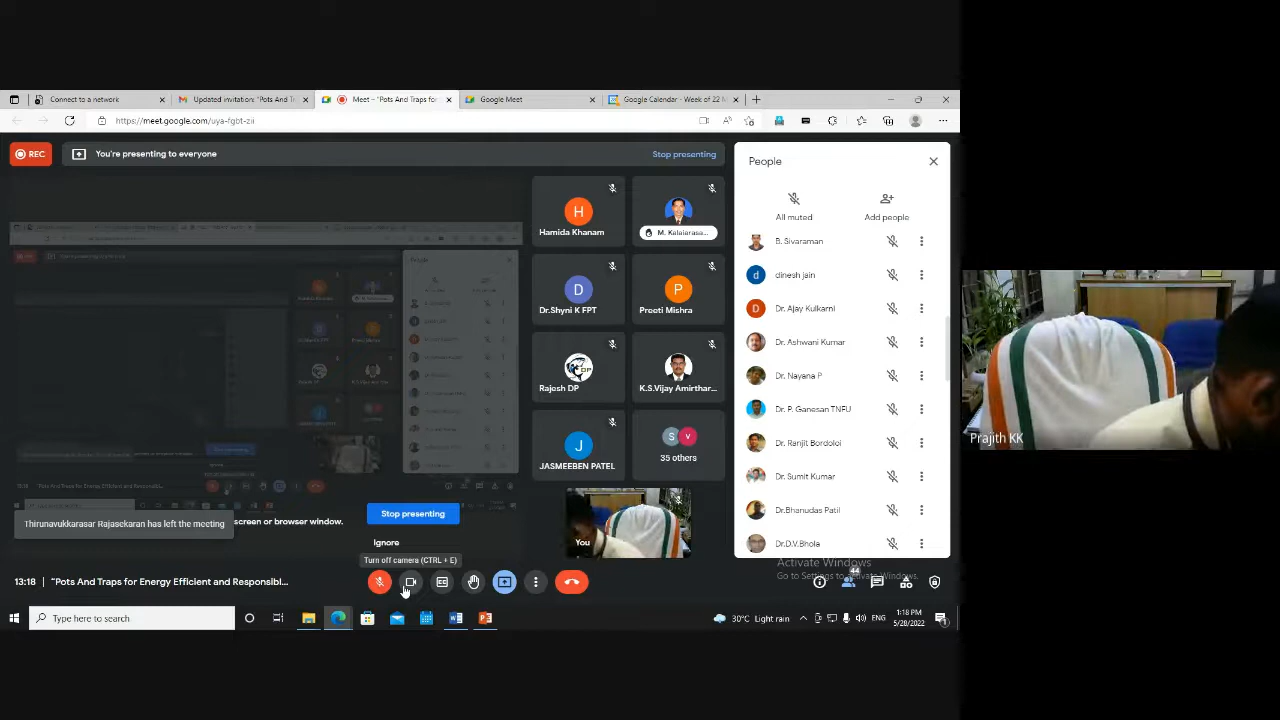 Connect to a network
Updated invitation: "Pots And Tr
Meet – "Pots And Traps for
Google Meet
Google Calendar - Week of 22 M
https://meet.google.com/uya-fgbt-zii
REC
You're presenting to everyone
Stop presenting
People
All muted
Add people
Hamida Khanam
M. Kalaiarasa...
Dr.Shyni K FPT
Preeti Mishra
Rajesh DP
K.S.Vijay Amirthar...
J
JASMEEBEN PATEL
S
V
35 others
H
D
P
You
B. Sivaraman
d
dinesh jain
D
Dr. Ajay Kulkarni
Dr. Ashwani Kumar
Dr. Nayana P
Dr. P. Ganesan TNFU
Dr. Ranjit Bordoloi
Dr. Sumit Kumar
Dr.Bhanudas Patil
Dr.D.V.Bhola
Prajith KK
Thirunavukkarasar Rajasekaran has left the meeting
screen or browser window.
Stop presenting
Ignore
Turn off camera (CTRL + E)
Activate Windows
Go to Settings to Activate Windows.
13:18
"Pots And Traps for Energy Efficient and Responsibl...
44
Type here to search
30°C Light rain
ENG
1:18 PM
5/28/2022